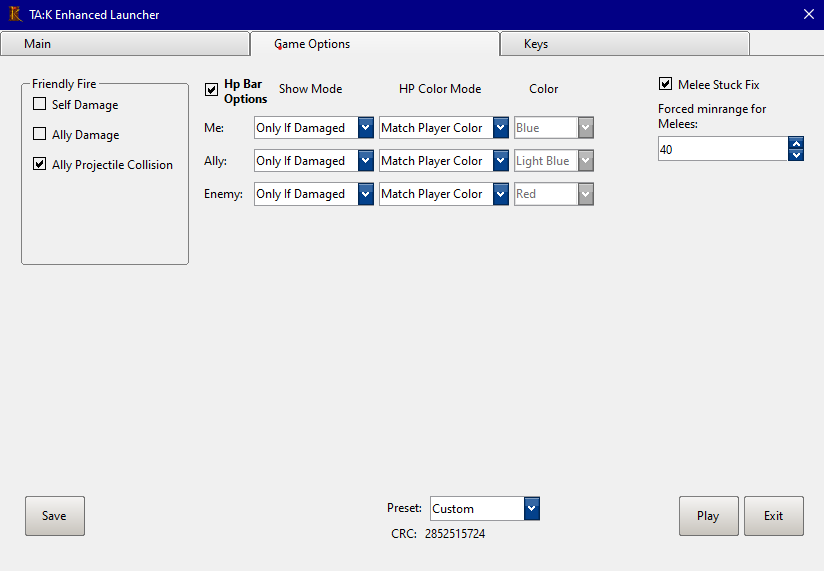 TA:K Enhanced Launcher
Main
Game Options
Keys
Friendly Fire
Self Damage
Ally Damage
Ally Projectile Collision
Hp Bar
Options
Show Mode
HP Color Mode
Color
Me:
Only If Damaged
Match Player Color
Blue
Ally:
Only If Damaged
Match Player Color
Light Blue
Enemy:
Only If Damaged
Match Player Color
Red
Melee Stuck Fix
Forced minrange for
Melees:
40
Save
Preset:
Custom
CRC:
2852515724
Play
Exit